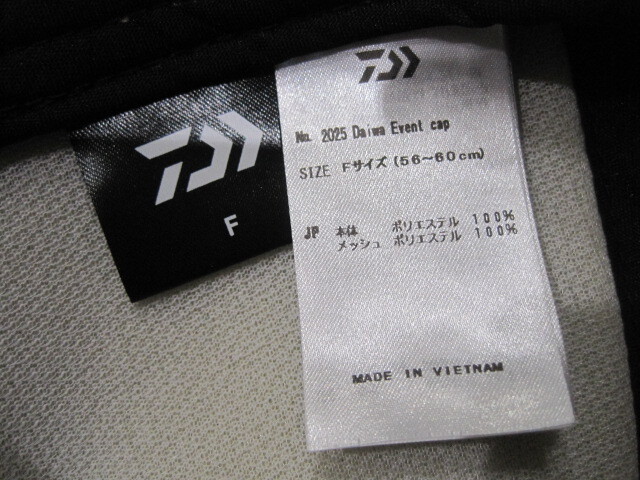 F
No. 2025 Daiwa Event cap
SIZE Fサイズ(56~60cm)
JP 本体 ポリエステル 100%
メッシュ ポリエステル 100%
MADE IN VIETNAM